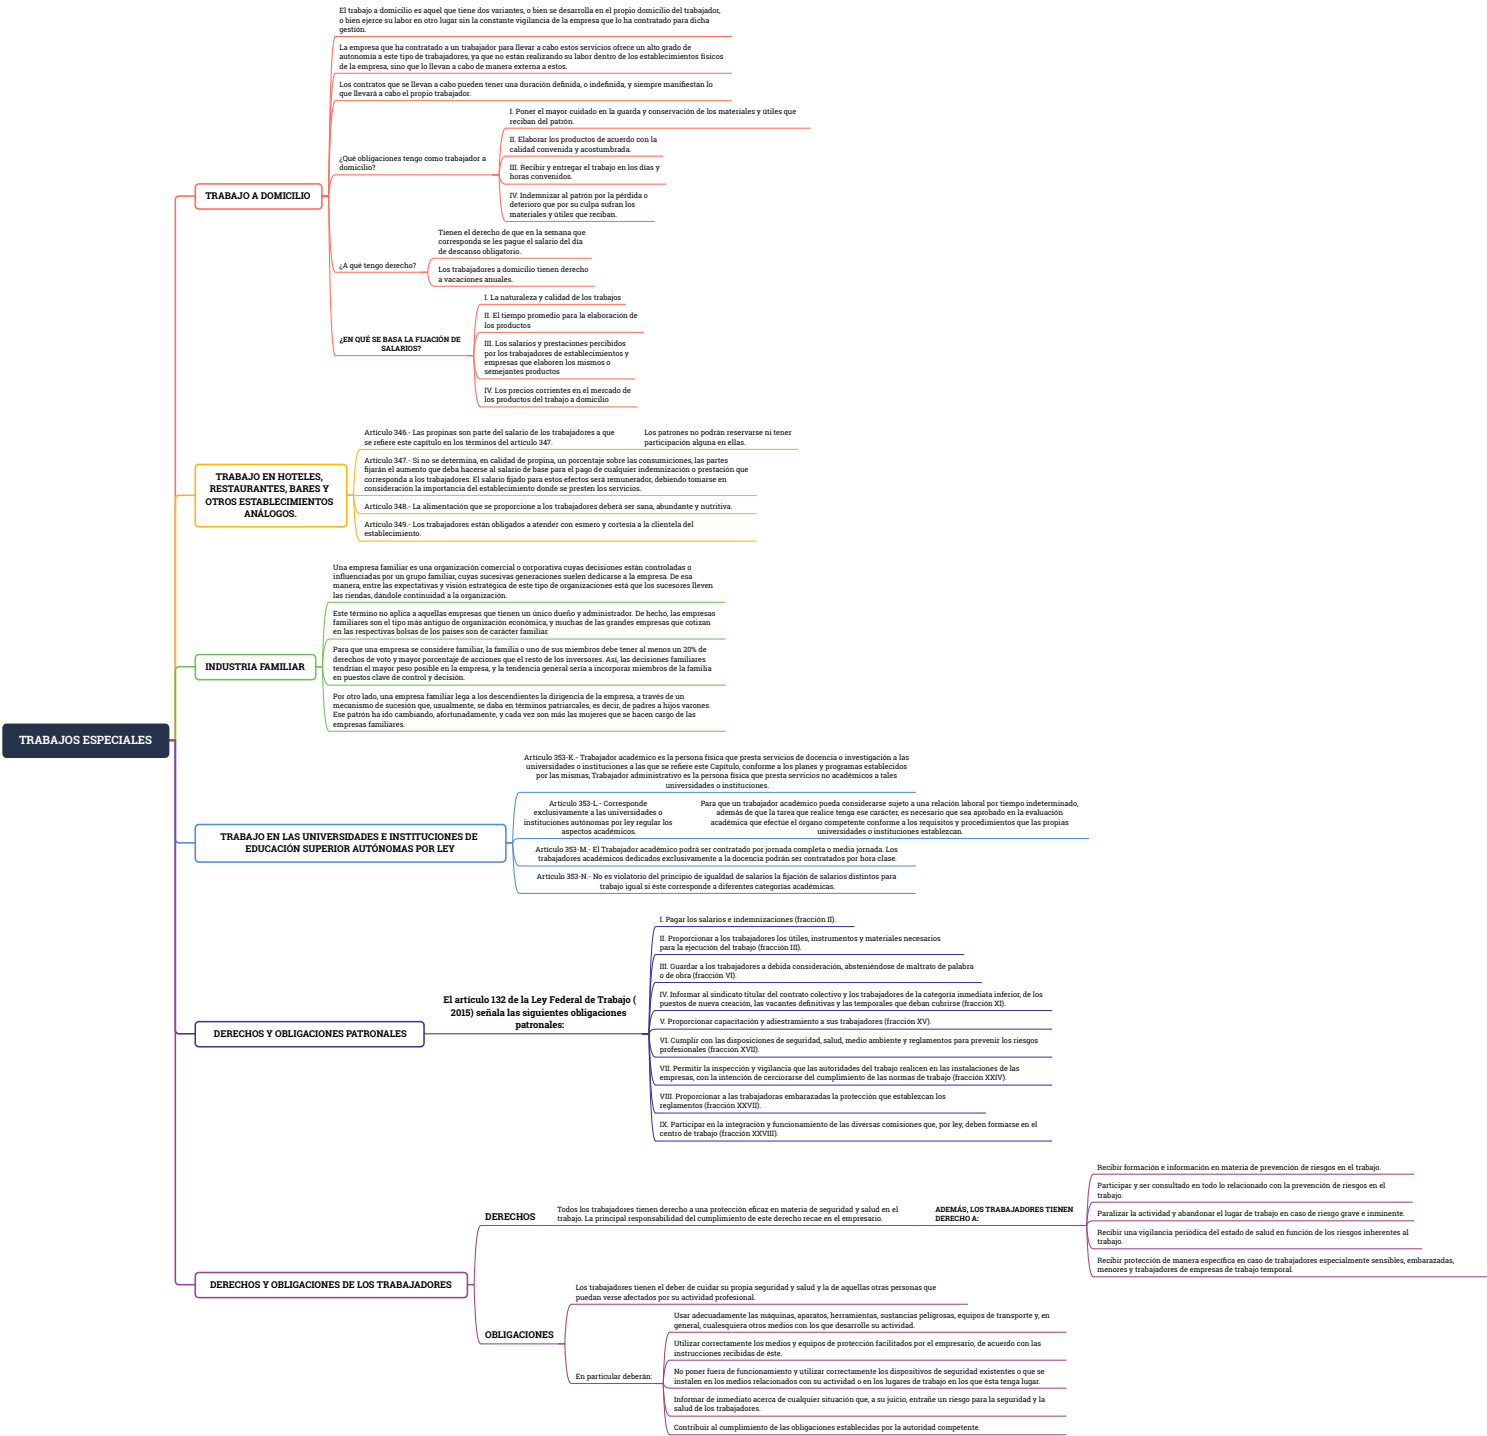 El trabajo a domicilio es aquel que tiene dos variantes, o bien se desarrolla en el propio domicilio del trabajador,
o bien ejerce su labor en otro lugar sin la constante vigilancia de la empresa que lo ha contratado para dicha
gestión.
La empresa que ha contratado a un trabajador para llevar a cabo estos servicios ofrece un alto grado de
autonomía a este tipo de trabajadores, ya que no están realizando su labor dentro de los establecimientos físicos
de la empresa, sino que lo llevan a cabo de manera externa a estos.
Los contratos que se llevan a cabo pueden tener una duración definida, o indefinida, y siempre manifiestan lo
que llevará a cabo el propio trabajador.
I. Poner el mayor cuidado en la guarda y conservación de los materiales y útiles que
reciban del patrón.
II. Elaborar los productos de acuerdo con la
calidad convenida y acostumbrada.
¿Qué obligaciones tengo como trabajador a
domicilio?
III. Recibir y entregar el trabajo en los días y
horas convenidos.
IV. Indemnizar al patrón por la pérdida o
deterioro que por su culpa sufran los
materiales y útiles que reciban.
TRABAJO A DOMICILIO
Tienen el derecho de que en la semana que
corresponda se les pague el salario del día
de descanso obligatorio.
¿A qué tengo derecho?
Los trabajadores a domicilio tienen derecho
a vacaciones anuales.
I. La naturaleza y calidad de los trabajos
II. El tiempo promedio para la elaboración de
los productos
¿EN QUÉ SE BASA LA FIJACIÓN DE
SALARIOS?
III. Los salarios y prestaciones percibidos
por los trabajadores de establecimientos y
empresas que elaboren los mismos o
semejantes productos
IV. Los precios corrientes en el mercado de
los productos del trabajo a domicilio
Artículo 346.- Las propinas son parte del salario de los trabajadores a que
se refiere este capítulo en los términos del artículo 347.
Los patrones no podrán reservarse ni tener
participación alguna en ellas.
Artículo 347.- Si no se determina, en calidad de propina, un porcentaje sobre las consumiciones, las partes
fijarán el aumento que deba hacerse al salario de base para el pago de cualquier indemnización o prestación que
corresponda a los trabajadores. El salario fijado para estos efectos será remunerador, debiendo tomarse en
consideración la importancia del establecimiento donde se presten los servicios.
TRABAJO EN HOTELES,
RESTAURANTES, BARES Y
OTROS ESTABLECIMIENTOS
ANÁLOGOS.
Artículo 348.- La alimentación que se proporcione a los trabajadores deberá ser sana, abundante y nutritiva.
Artículo 349.- Los trabajadores están obligados a atender con esmero y cortesía a la clientela del
establecimiento.
Una empresa familiar es una organización comercial o corporativa cuyas decisiones están controladas o
influenciadas por un grupo familiar, cuyas sucesivas generaciones suelen dedicarse a la empresa. De esa
manera, entre las expectativas y visión estratégica de este tipo de organizaciones está que los sucesores lleven
las riendas, dándole continuidad a la organización.
Este término no aplica a aquellas empresas que tienen un único dueño y administrador. De hecho, las empresas
familiares son el tipo más antiguo de organización económica, y muchas de las grandes empresas que cotizan
en las respectivas bolsas de los países son de carácter familiar.
INDUSTRIA FAMILIAR
Para que una empresa se considere familiar, la familia o uno de sus miembros debe tener al menos un 20% de
derechos de voto y mayor porcentaje de acciones que el resto de los inversores. Así, las decisiones familiares
tendrían el mayor peso posible en la empresa, y la tendencia general sería a incorporar miembros de la familia
en puestos clave de control y decisión.
Por otro lado, una empresa familiar lega a los descendientes la dirigencia de la empresa, a través de un
mecanismo de sucesión que, usualmente, se daba en términos patriarcales, es decir, de padres a hijos varones.
Ese patrón ha ido cambiando, afortunadamente, y cada vez son más las mujeres que se hacen cargo de las
empresas familiares.
TRABAJOS ESPECIALES
Artículo 353-K.- Trabajador académico es la persona física que presta servicios de docencia o investigación a las
universidades o instituciones a las que se refiere este Capítulo, conforme a los planes y programas establecidos
por las mismas, Trabajador administrativo es la persona física que presta servicios no académicos a tales
universidades o instituciones.
Artículo 353-L.- Corresponde
exclusivamente a las universidades o
instituciones autónomas por ley regular los
aspectos académicos.
Para que un trabajador académico pueda considerarse sujeto a una relación laboral por tiempo indeterminado,
además de que la tarea que realice tenga ese carácter, es necesario que sea aprobado en la evaluación
académica que efectúe el órgano competente conforme a los requisitos y procedimientos que las propias
universidades o instituciones establezcan.
TRABAJO EN LAS UNIVERSIDADES E INSTITUCIONES DE
EDUCACIÓN SUPERIOR AUTÓNOMAS POR LEY
Artículo 353-M.- El Trabajador académico podrá ser contratado por jornada completa o media jornada. Los
trabajadores académicos dedicados exclusivamente a la docencia podrán ser contratados por hora clase.
Artículo 353-N.- No es violatorio del principio de igualdad de salarios la fijación de salarios distintos para
trabajo igual si éste corresponde a diferentes categorías académicas.
I. Pagar los salarios e indemnizaciones (fracción II).
II. Proporcionar a los trabajadores los útiles, instrumentos y materiales necesarios
para la ejecución del trabajo (fracción III).
III. Guardar a los trabajadores a debida consideración, absteniéndose de maltrato de palabra
o de obra (fracción VI).
IV. Informar al sindicato titular del contrato colectivo y los trabajadores de la categoría inmediata inferior, de los
puestos de nueva creación, las vacantes definitivas y las temporales que deban cubrirse (fracción XI).
El artículo 132 de la Ley Federal de Trabajo (
2015) señala las siguientes obligaciones
patronales:
V. Proporcionar capacitación y adiestramiento a sus trabajadores (fracción XV).
DERECHOS Y OBLIGACIONES PATRONALES
VI. Cumplir con las disposiciones de seguridad, salud, medio ambiente y reglamentos para prevenir los riesgos
profesionales (fracción XVII).
VII. Permitir la inspección y vigilancia que las autoridades del trabajo realicen en las instalaciones de las
empresas, con la intención de cerciorarse del cumplimiento de las normas de trabajo (fracción XXIV).
VIII. Proporcionar a las trabajadoras embarazadas la protección que establezcan los
reglamentos (fracción XXVII).
IX. Participar en la integración y funcionamiento de las diversas comisiones que, por ley, deben formarse en el
centro de trabajo (fracción XXVIII).
Recibir formación e información en materia de prevención de riesgos en el trabajo.
Participar y ser consultado en todo lo relacionado con la prevención de riesgos en el
trabajo.
DERECHOS
Todos los trabajadores tienen derecho a una protección eficaz en materia de seguridad y salud en el
trabajo. La principal responsabilidad del cumplimiento de este derecho recae en el empresario.
ADEMÁS, LOS TRABAJADORES TIENEN
DERECHO A:
Paralizar la actividad y abandonar el lugar de trabajo en caso de riesgo grave e inminente.
Recibir una vigilancia periódica del estado de salud en función de los riesgos inherentes al
trabajo.
Recibir protección de manera específica en caso de trabajadores especialmente sensibles, embarazadas,
menores y trabajadores de empresas de trabajo temporal.
DERECHOS Y OBLIGACIONES DE LOS TRABAJADORES
Los trabajadores tienen el deber de cuidar su propia seguridad y salud y la de aquellas otras personas que
puedan verse afectados por su actividad profesional.
OBLIGACIONES
Usar adecuadamente las máquinas, aparatos, herramientas, sustancias peligrosas, equipos de transporte y, en
general, cualesquiera otros medios con los que desarrolle su actividad.
Utilizar correctamente los medios y equipos de protección facilitados por el empresario, de acuerdo con las
instrucciones recibidas de éste.
En particular deberán:
No poner fuera de funcionamiento y utilizar correctamente los dispositivos de seguridad existentes o que se
instalen en los medios relacionados con su actividad o en los lugares de trabajo en los que ésta tenga lugar.
Informar de inmediato acerca de cualquier situación que, a su juicio, entrañe un riesgo para la seguridad y la
salud de los trabajadores.
Contribuir al cumplimiento de las obligaciones establecidas por la autoridad competente.